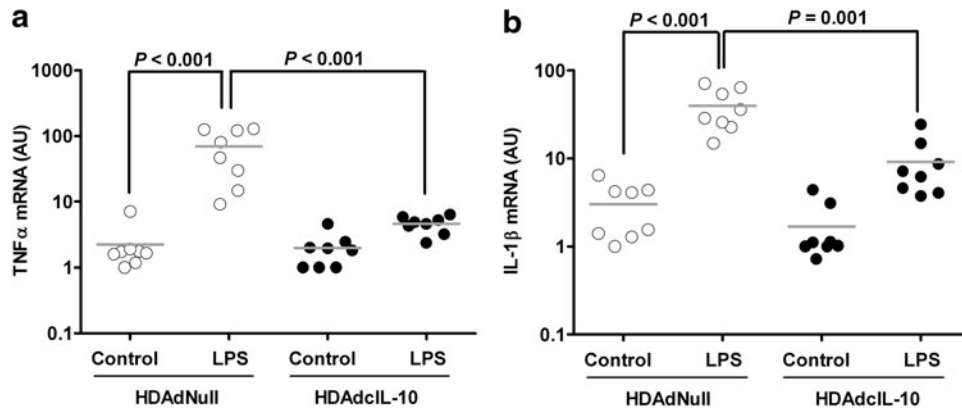 a
P < 0.001
P < 0.001
TNFα mRNA (AU)
1000
100
10
1
0.1
Control
LPS
Control
LPS
HDAdNull
HDAdcIL-10
b
P < 0.001
P = 0.001
IL-1β mRNA (AU)
100
10
1
0.1
Control
LPS
Control
LPS
HDAdNull
HDAdcIL-10